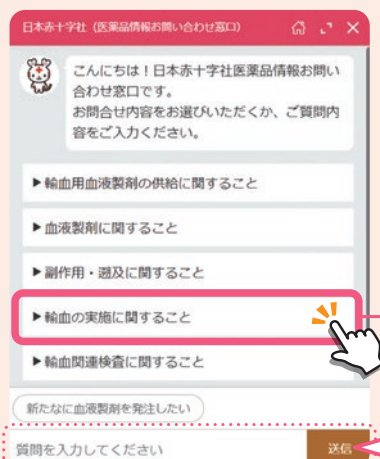 日本赤十字社（医薬品情報お問い合わせ窓口）
こんにちは！日本赤十字社医薬品情報お問い
合わせ窓口です。
お問合せ内容をお選びいただくか、ご質問内
容をご入力ください。
▶輸血用血液製剤の供給に関すること
▶血液製剤に関すること
▶副作用・遡及に関すること
▶輸血の実施に関すること
▶輸血関連検査に関すること
新たに血液製剤を発注したい
質問を入力してください
送信